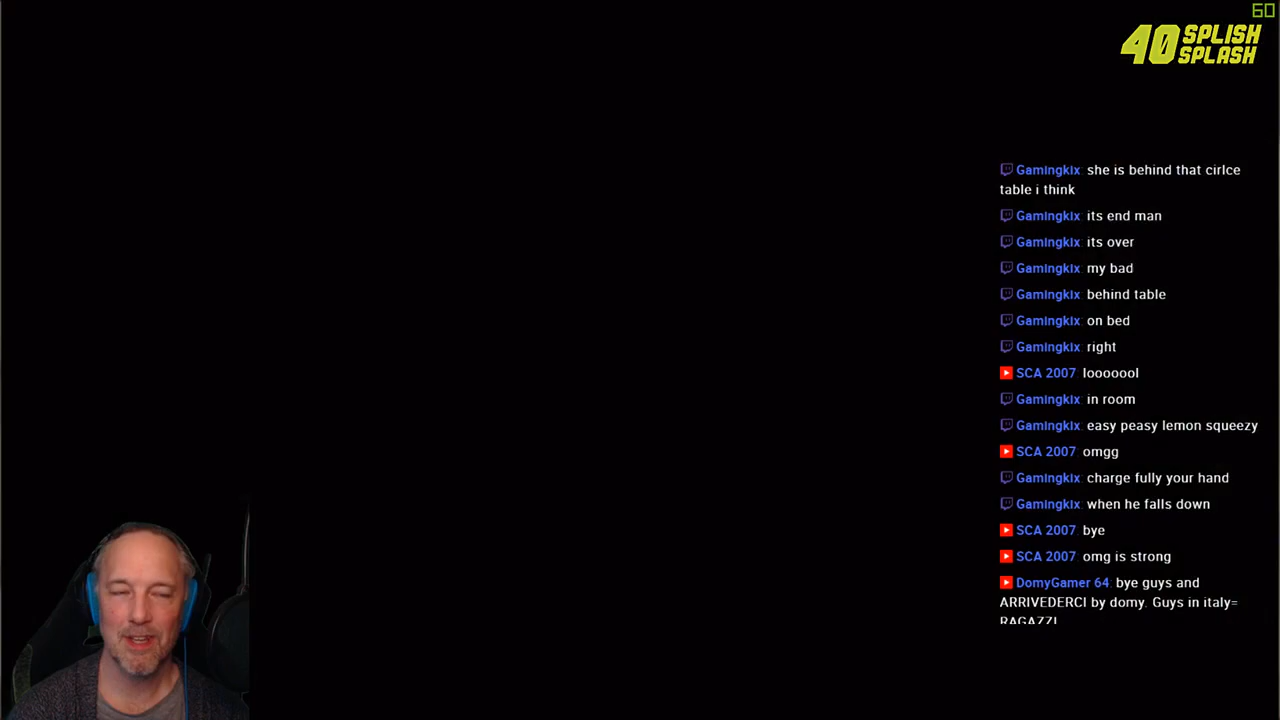 60
40 SPLISH
SPLASH
Gamingkix: she is behind that cirlce
table i think
Gamingkix: its end man
Gamingkix: its over
Gamingkix: my bad
Gamingkix: behind table
Gamingkix: on bed
Gamingkix: right
SCA 2007: looooool
Gamingkix: in room
Gamingkix: easy peasy lemon squeezy
SCA 2007: omgg
Gamingkix: charge fully your hand
Gamingkix: when he falls down
SCA 2007: bye
SCA 2007: omg is strong
DomyGamer 64: bye guys and
ARRIVEDERCI by domy. Guys in italy=
RAGAZZI